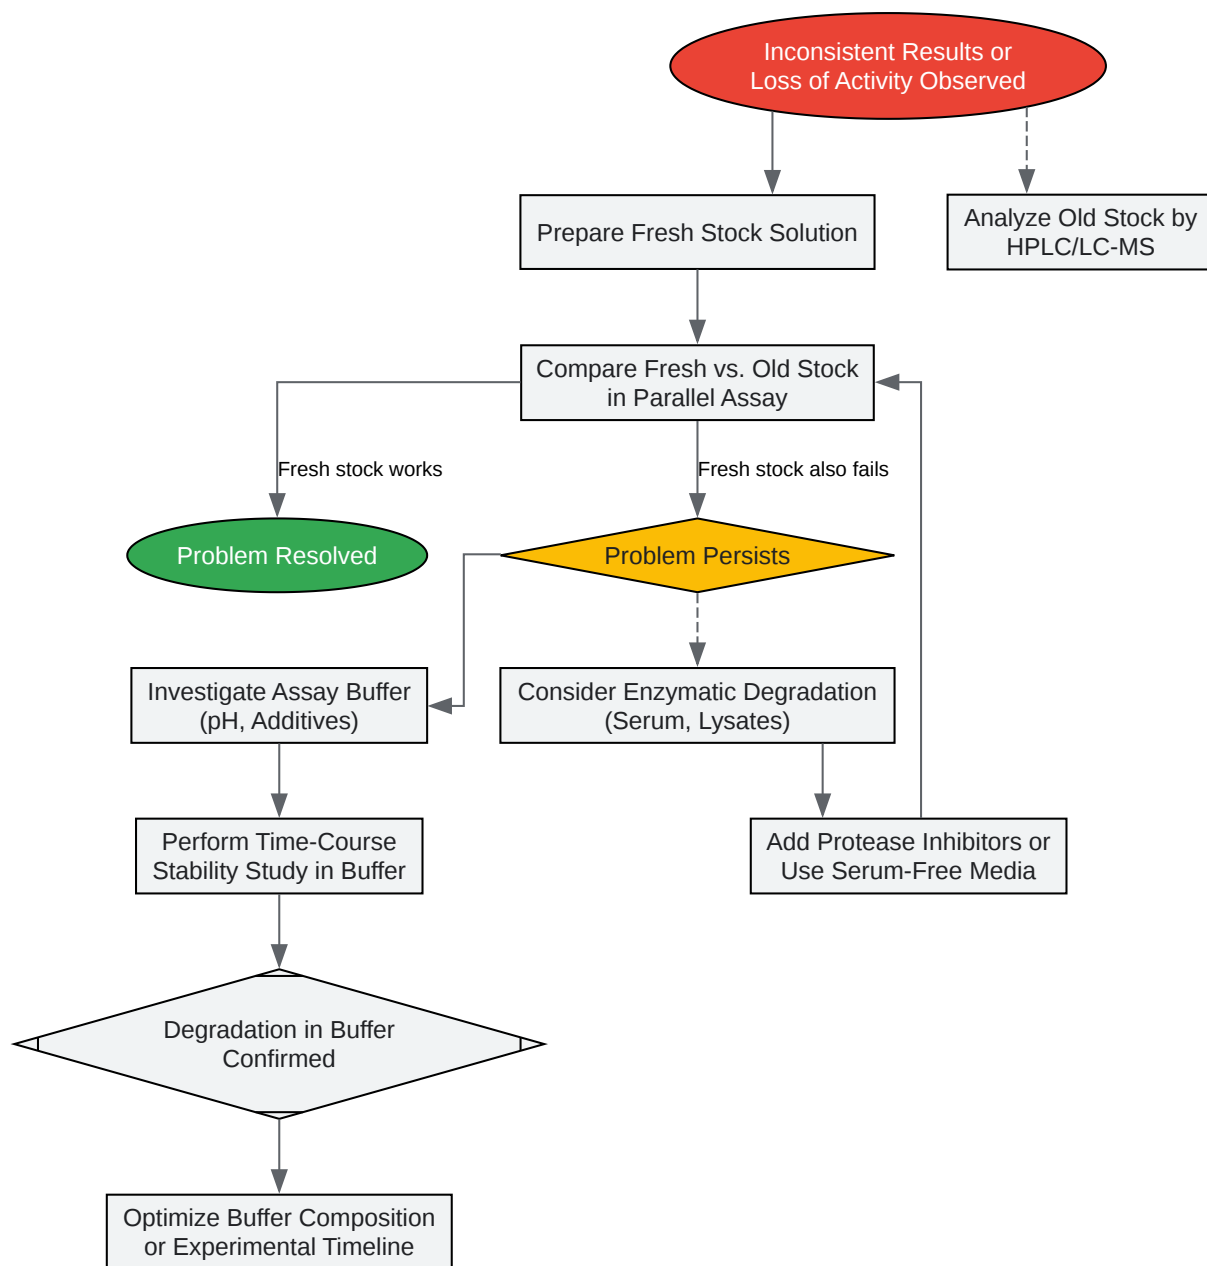 Inconsistent Results or
Loss of Activity Observed
Prepare Fresh Stock Solution
Analyze Old Stock by
HPLC/LC-MS
Compare Fresh vs. Old Stock
in Parallel Assay
Fresh stock works
Fresh stock also fails
Problem Resolved
Problem Persists
Investigate Assay Buffer
(pH, Additives)
Consider Enzymatic Degradation
(Serum, Lysates)
Perform Time-Course
Stability Study in Buffer
Add Protease Inhibitors or
Use Serum-Free Media
Degradation in Buffer
Confirmed
Optimize Buffer Composition
or Experimental Timeline